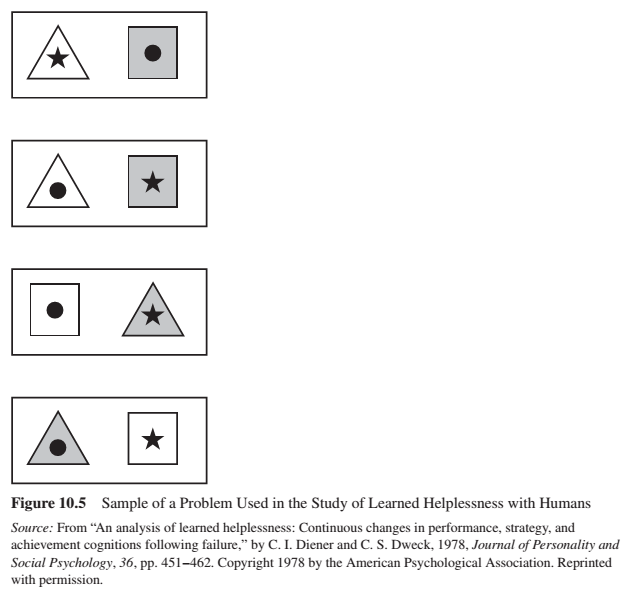 Figure 10.5 Sample of a Problem Used in the Study of Learned Helplessness with Humans
Source: From “An analysis of learned helplessness: Continuous changes in performance, strategy, and
achievement cognitions following failure,” by C. I. Diener and C. S. Dweck, 1978, Journal of Personality and
Social Psychology, 36, pp. 451–462. Copyright 1978 by the American Psychological Association. Reprinted
with permission.